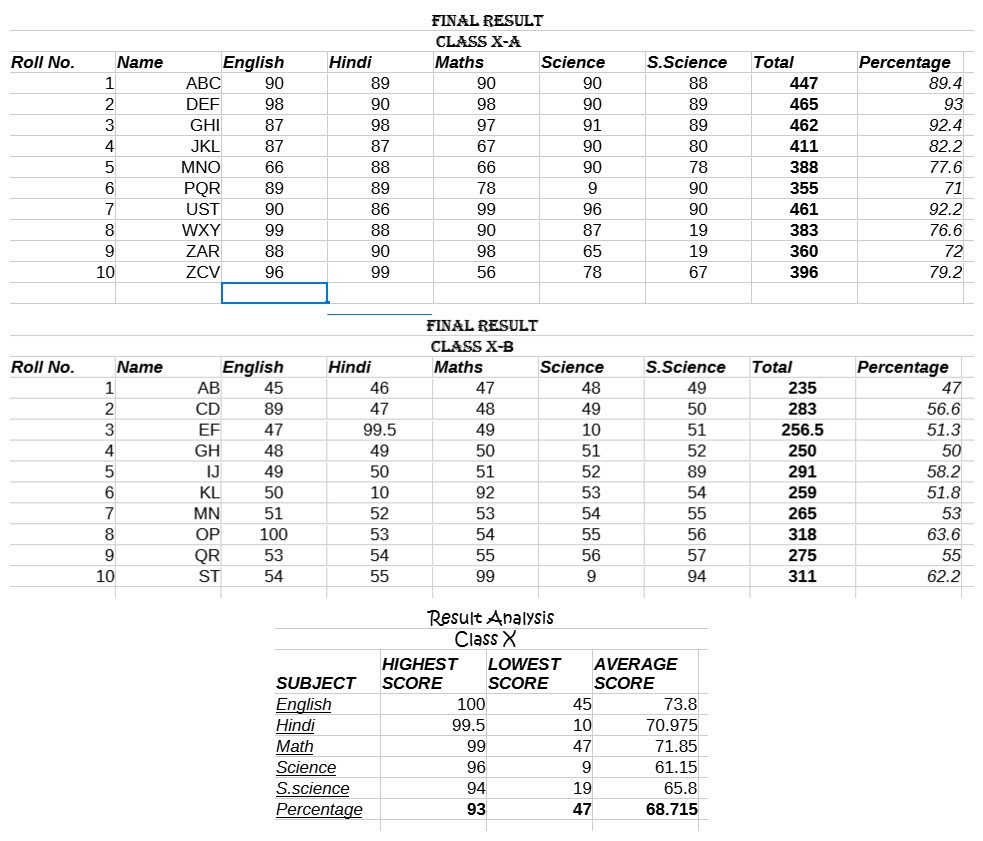 FINAL RESULT
CLASS X-A
Roll No. Name English Hindi Maths Science S.Science Total Percentage
1 ABC 90 89 90 90 88 447 89.4
2 DEF 98 90 98 90 89 465 93
3 GHI 87 98 97 91 89 462 92.4
4 JKL 87 87 67 90 80 411 82.2
5 MNO 66 88 66 90 78 388 77.6
6 PQR 89 89 78 9 90 355 71
7 UST 90 86 99 96 90 461 92.2
8 WXY 99 88 90 87 19 383 76.6
9 ZAR 88 90 98 65 19 360 72
10 ZCV 96 99 56 78 67 396 79.2
FINAL RESULT
CLASS X-B
Roll No. Name English Hindi Maths Science S.Science Total Percentage
1 AB 45 46 47 48 49 235 47
2 CD 89 47 48 49 50 283 56.6
3 EF 47 99.5 49 10 51 256.5 51.3
4 GH 48 49 50 51 52 250 50
5 IJ 49 50 51 52 89 291 58.2
6 KL 50 10 92 53 54 259 51.8
7 MN 51 52 53 54 55 265 53
8 OP 100 53 54 55 56 318 63.6
9 QR 53 54 55 56 57 275 55
10 ST 54 55 99 9 94 311 62.2
Result Analysis
Class X
HIGHEST LOWEST AVERAGE
SUBJECT SCORE SCORE SCORE
English 100 45 73.8
Hindi 99.5 10 70.975
Math 99 47 71.85
Science 96 9 61.15
S.science 94 19 65.8
Percentage 93 47 68.715